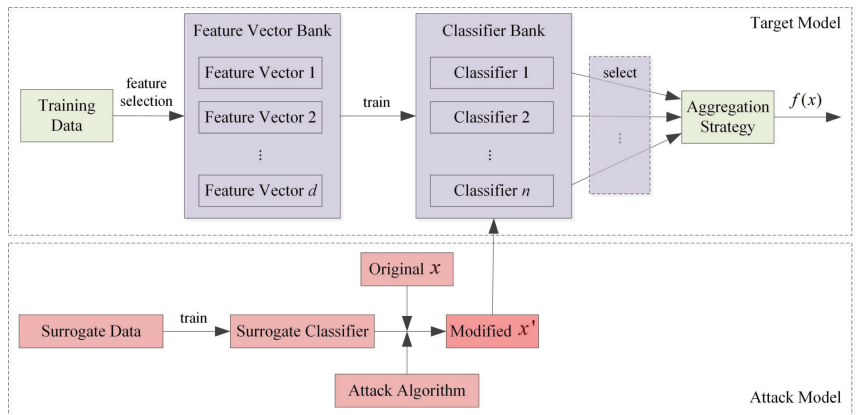 Target Model
Feature Vector Bank
Classifier Bank
Feature Vector 1
Classifier 1
select
feature
selection
Training
Data
Feature Vector 2
train
Classifier 2
Aggregation
Strategy
f(x)
⋮
⋮
⋮
Feature Vector d
Classifier n
Original x
Surrogate Data
train
Surrogate Classifier
Modified x'
Attack Algorithm
Attack Model